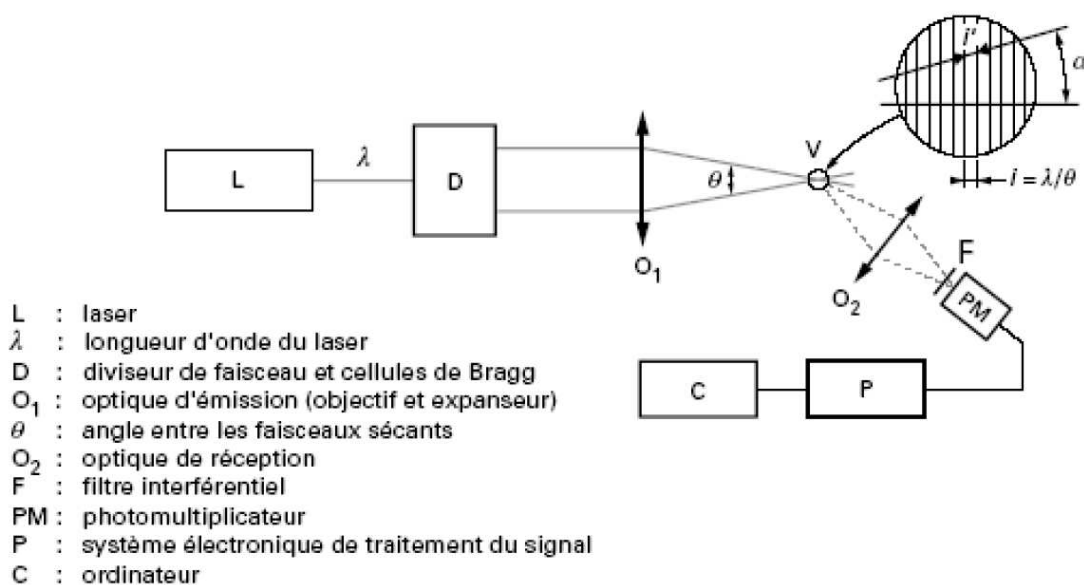 i'
α
λ
V
L
D
θ
i = λ/θ
F
O1
O2
PM
C
P
L : laser
λ : longueur d'onde du laser
D : diviseur de faisceau et cellules de Bragg
O1 : optique d'émission (objectif et expanseur)
θ : angle entre les faisceaux sécants
O2 : optique de réception
F : filtre interférentiel
PM : photomultiplicateur
P : système électronique de traitement du signal
C : ordinateur